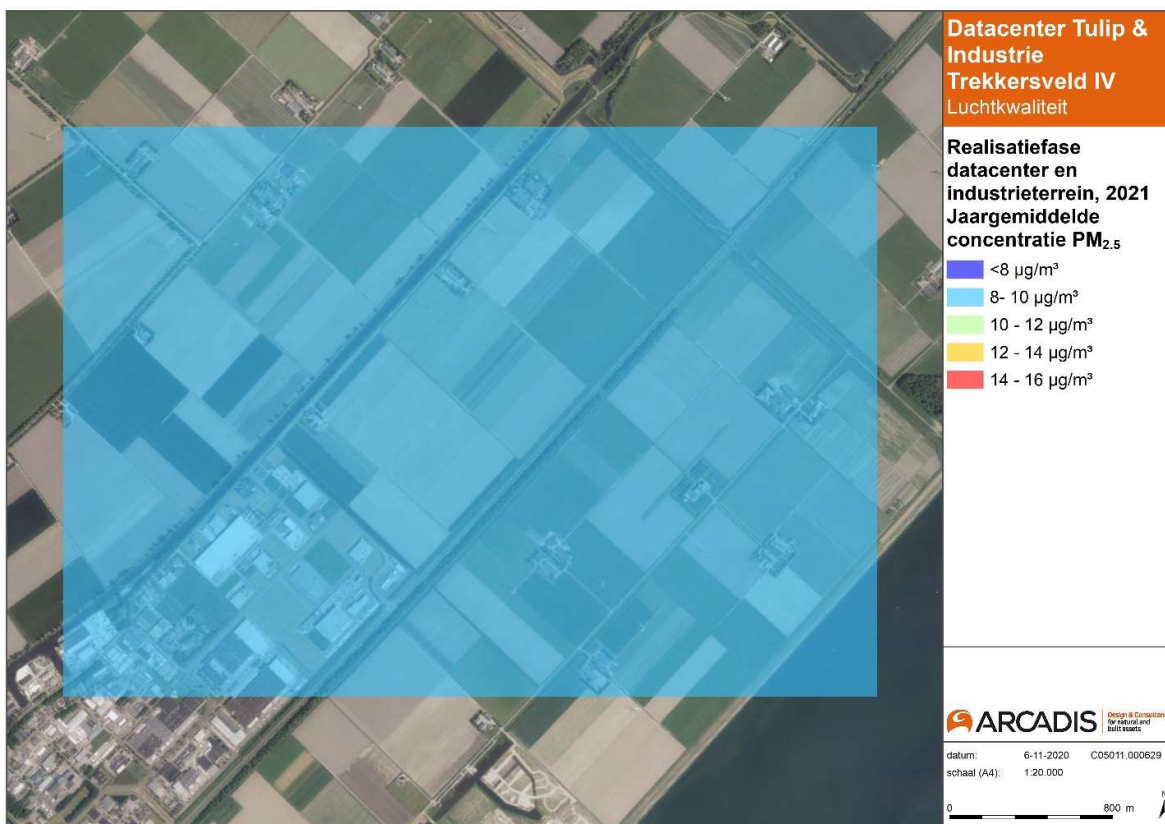 Datacenter Tulip &
Industrie
Trekkersveld IV
Luchtkwaliteit
Realisatiefase
datacenter en
industrieterrein, 2021
Jaargemiddelde
concentratie PM2.5
<8 µg/m³
8- 10 µg/m³
10 - 12 µg/m³
12 - 14 µg/m³
14 - 16 µg/m³
ARCADIS
Design & Consultan
for natural and
built assets
datum: 6-11-2020 C05011.000629
schaal (A4): 1:20.000
N
0 800 m